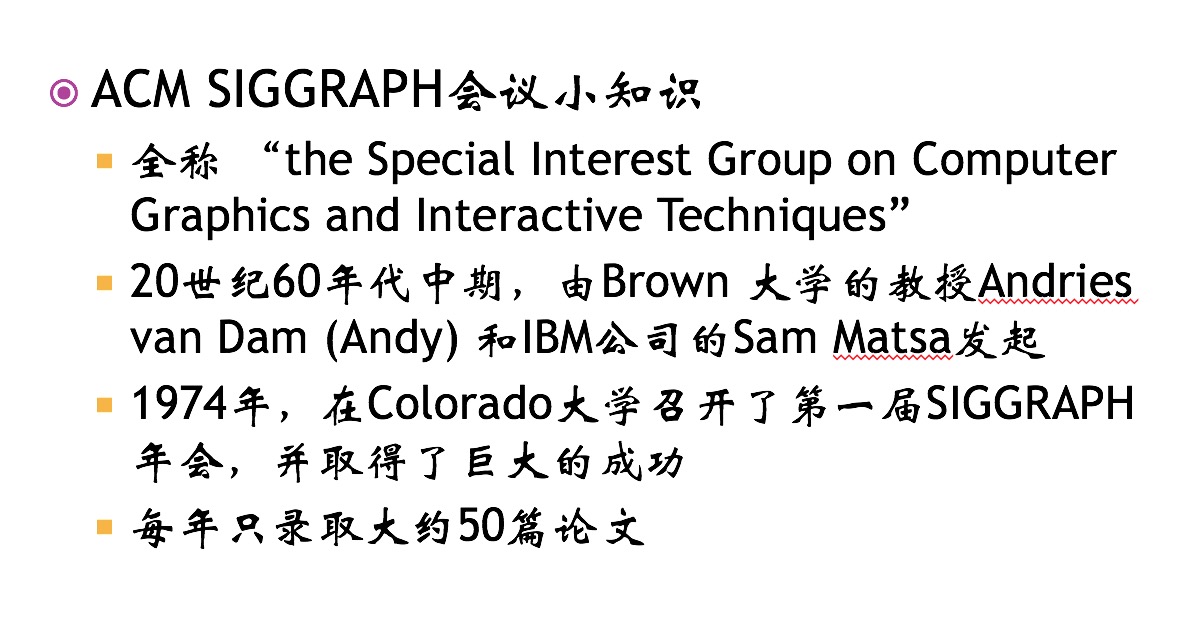 ACM SIGGRAPH会议小知识
全称 “the Special Interest Group on Computer
Graphics and Interactive Techniques”
20世纪60年代中期，由Brown 大学的教授Andries
van Dam (Andy) 和IBM公司的Sam Matsa发起
1974年，在Colorado大学召开了第一届SIGGRAPH
年会，并取得了巨大的成功
每年只录取大约50篇论文